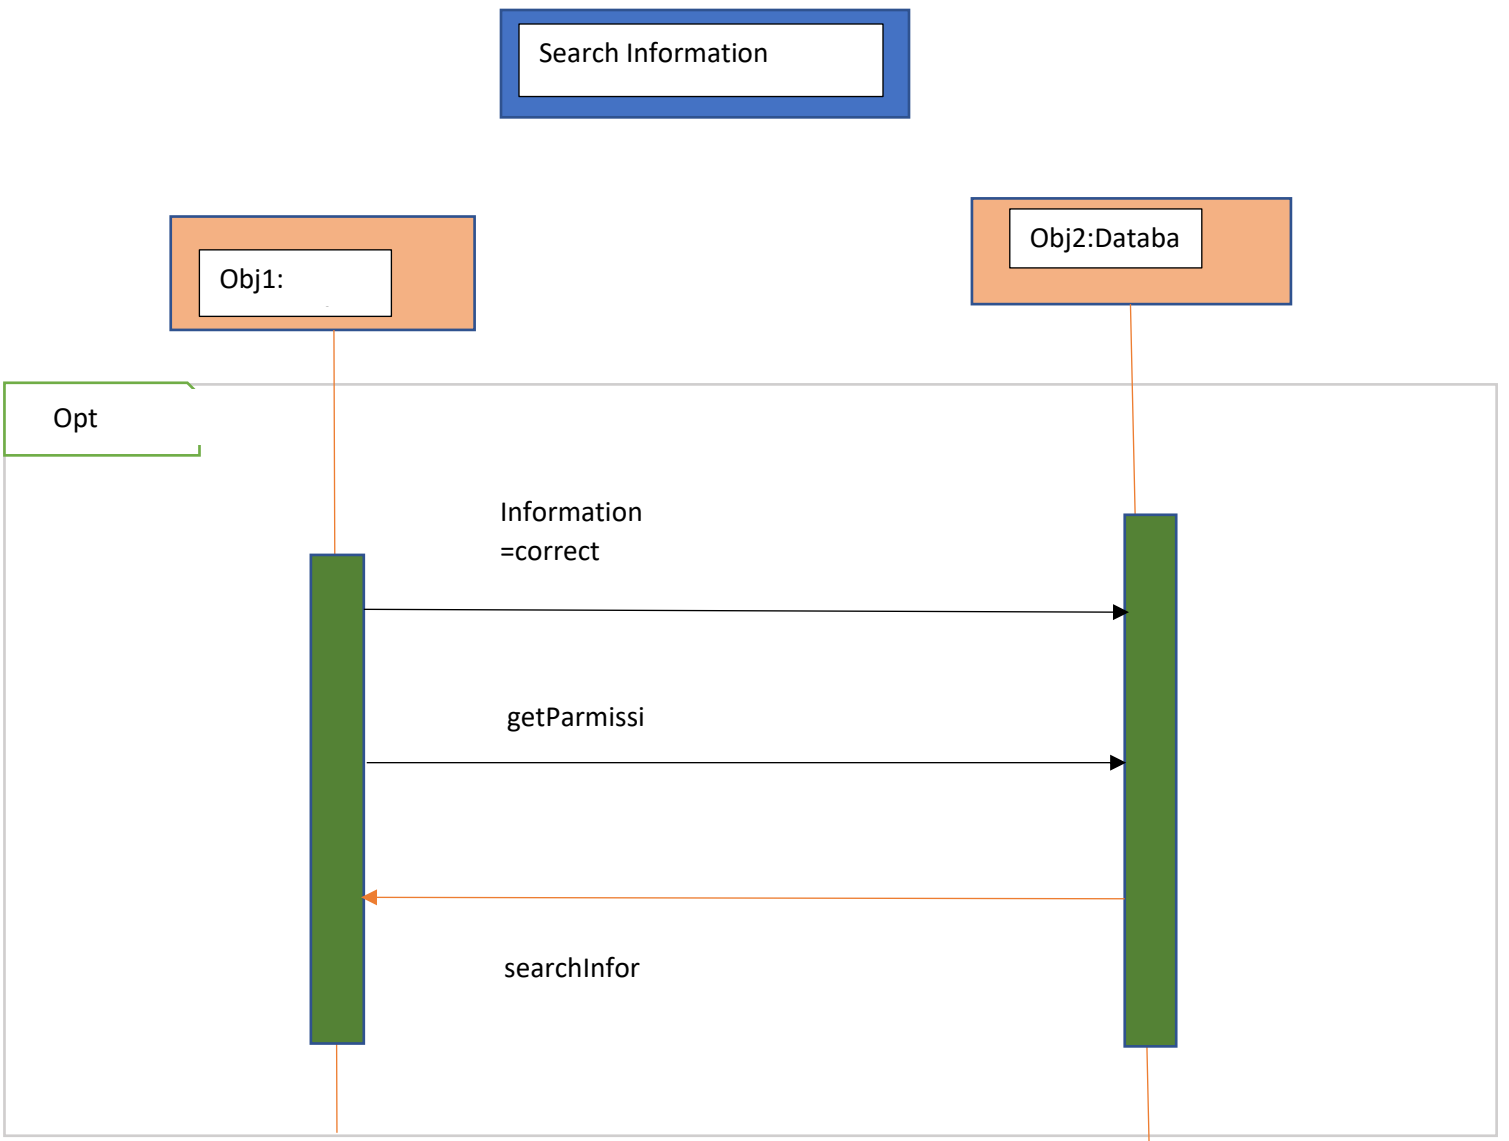 Search Information
Obj1:
Obj2:Databa
Opt
Information
=correct
getParmissi
searchInfor